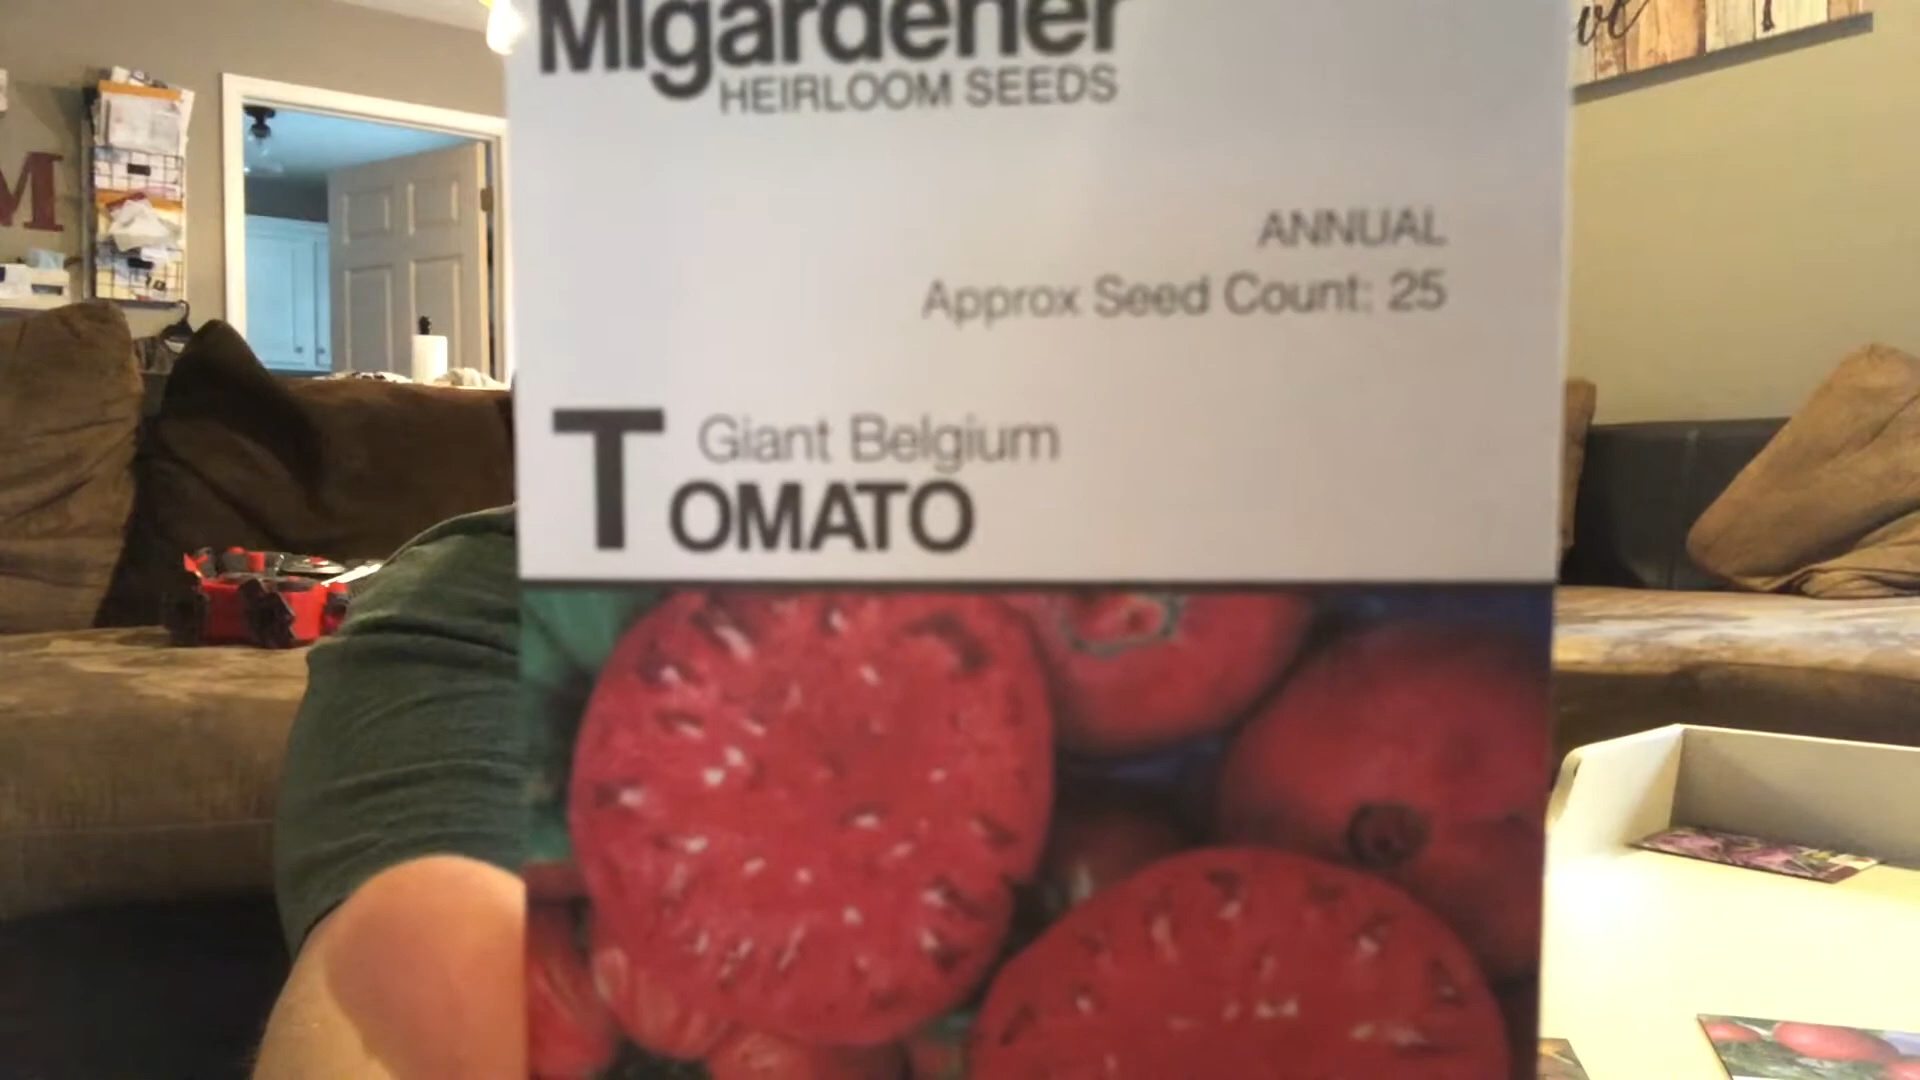 MIgardener
HEIRLOOM SEEDS
ANNUAL
Approx Seed Count: 25
Giant Belgium
TOMATO
M